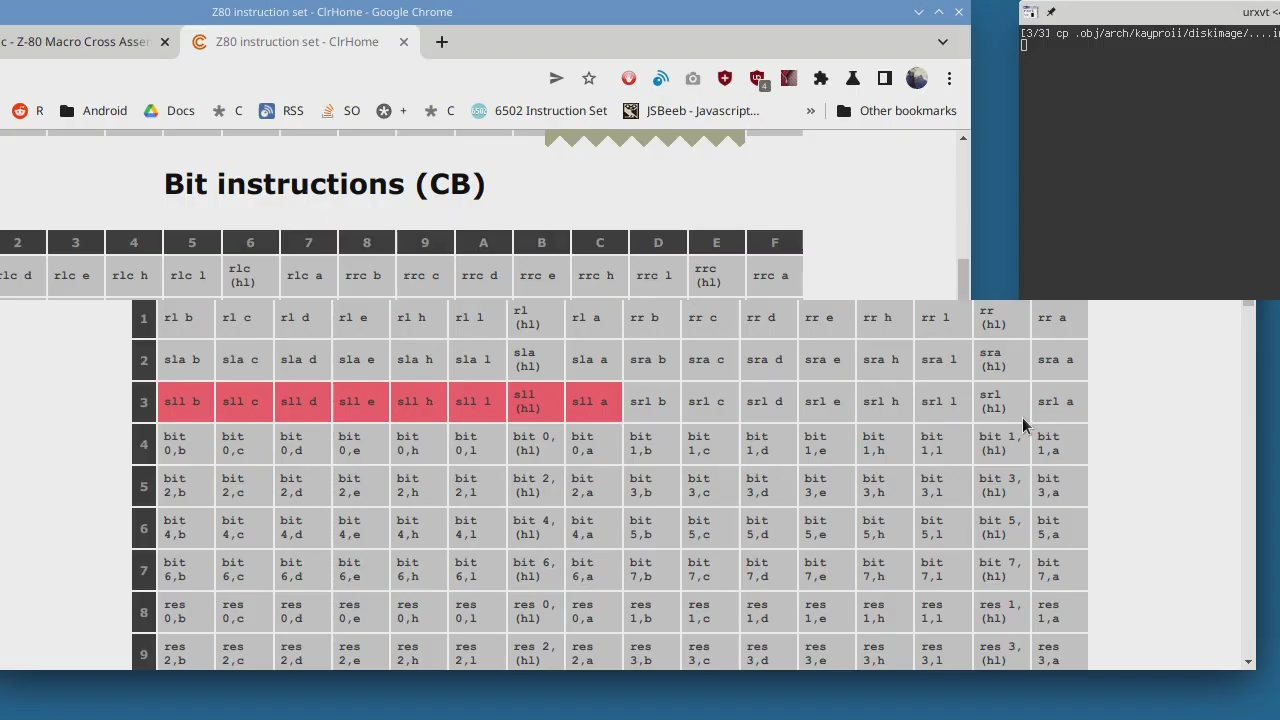 Z80 instruction set - ClrHome - Google Chrome
urxvt <
c - Z-80 Macro Cross Asser
Z80 instruction set - ClrHome
[3/3] cp .obj/arch/kayproii/diskimage/....i
4
R Android Docs C RSS SO + C 6502 Instruction Set JSBeeb - Javascript... » Other bookmarks
Bit instructions (CB)
2 3 4 5 6 7 8 9 A B C D E F
rlc d rlc e rlc h rlc l rlc (hl) rlc a rrc b rrc c rrc d rrc e rrc h rrc l rrc (hl) rrc a
1 rl b rl c rl d rl e rl h rl l rl (hl) rl a rr b rr c rr d rr e rr h rr l rr (hl) rr a
2 sla b sla c sla d sla e sla h sla l sla (hl) sla a sra b sra c sra d sra e sra h sra l sra (hl) sra a
3 sll b sll c sll d sll e sll h sll l sll (hl) sll a srl b srl c srl d srl e srl h srl l srl (hl) srl a
4 bit 0,b bit 0,c bit 0,d bit 0,e bit 0,h bit 0,l bit 0,(hl) bit 0,a bit 1,b bit 1,c bit 1,d bit 1,e bit 1,h bit 1,l bit 1,(hl) bit 1,a
5 bit 2,b bit 2,c bit 2,d bit 2,e bit 2,h bit 2,l bit 2,(hl) bit 2,a bit 3,b bit 3,c bit 3,d bit 3,e bit 3,h bit 3,l bit 3,(hl) bit 3,a
6 bit 4,b bit 4,c bit 4,d bit 4,e bit 4,h bit 4,l bit 4,(hl) bit 4,a bit 5,b bit 5,c bit 5,d bit 5,e bit 5,h bit 5,l bit 5,(hl) bit 5,a
7 bit 6,b bit 6,c bit 6,d bit 6,e bit 6,h bit 6,l bit 6,(hl) bit 6,a bit 7,b bit 7,c bit 7,d bit 7,e bit 7,h bit 7,l bit 7,(hl) bit 7,a
8 res 0,b res 0,c res 0,d res 0,e res 0,h res 0,l res 0,(hl) res 0,a res 1,b res 1,c res 1,d res 1,e res 1,h res 1,l res 1,(hl) res 1,a
9 res 2,b res 2,c res 2,d res 2,e res 2,h res 2,l res 2,(hl) res 2,a res 3,b res 3,c res 3,d res 3,e res 3,h res 3,l res 3,(hl) res 3,a